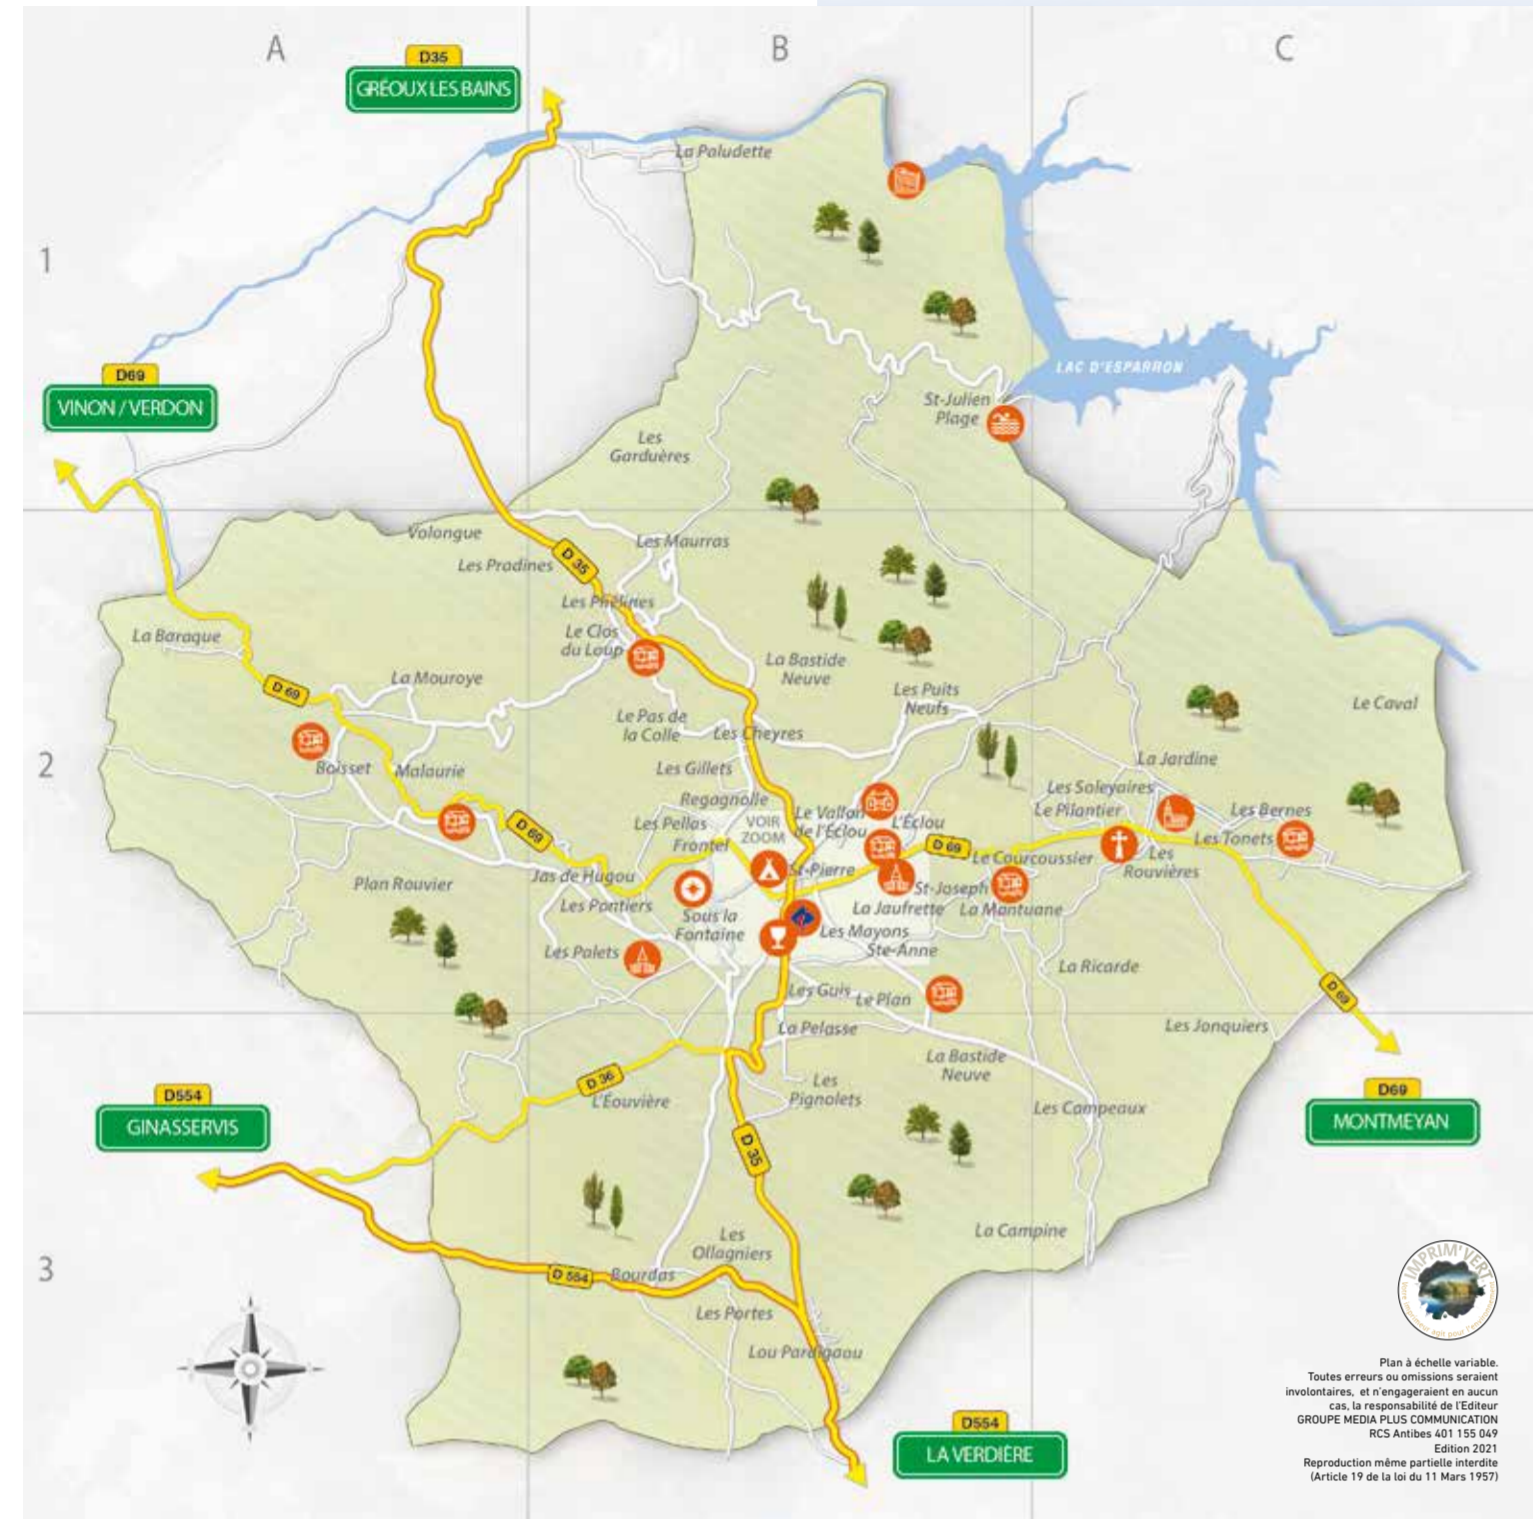 A
B
C
D35
GRÉOUX LES BAINS
La Paludette
1
D69
VINON / VERDON
LAC D'ESPARRON
St-Julien
Plage
Les
Garduères
Volongue
Les Maurras
Les Pradines
D 35
Les Phélines
La Baraque
Le Clos
du Loup
La Bastide
Neuve
D 69
La Mouroye
Les Puits
Neufs
Le Caval
Le Pas de
la Colle
Les Cheyres
2
Boisset
Malaurie
Les Gillets
La Jardine
Les Soleyaires
Regagnolle
Le Vallon
de l'Éclou
L'Éclou
Le Pilantier
Les Bernes
D 69
Les Pellas
VOIR
ZOOM
Frontel
D 69
Les Tonets
Le Courcoussier
Les
Rouvières
Jas de Hugou
St-Pierre
St-Joseph
Plan Rouvier
Les Pontiers
Sous la
Fontaine
La Jaufrette
La Mantuane
Les Mayons
Ste-Anne
Les Palets
La Ricarde
Les Guis
Le Plan
D 69
La Pelasse
Les Jonquiers
La Bastide
Neuve
D554
GINASSERVIS
D 36
L'Éouvière
Les
Pignolets
Les Campeaux
D69
MONTMEYAN
D 35
La Campine
Les
Ollagniers
3
D 554
Bourdas
Les Portes
Lou Pardigaou
D554
LA VERDIÈRE
IMPRIM'VERT
Plan à échelle variable.
Toutes erreurs ou omissions seraient
involontaires, et n'engageraient en aucun
cas, la responsabilité de l'Editeur
GROUPE MEDIA PLUS COMMUNICATION
RCS Antibes 401 155 049
Edition 2021
Reproduction même partielle interdite
(Article 19 de la loi du 11 Mars 1957)